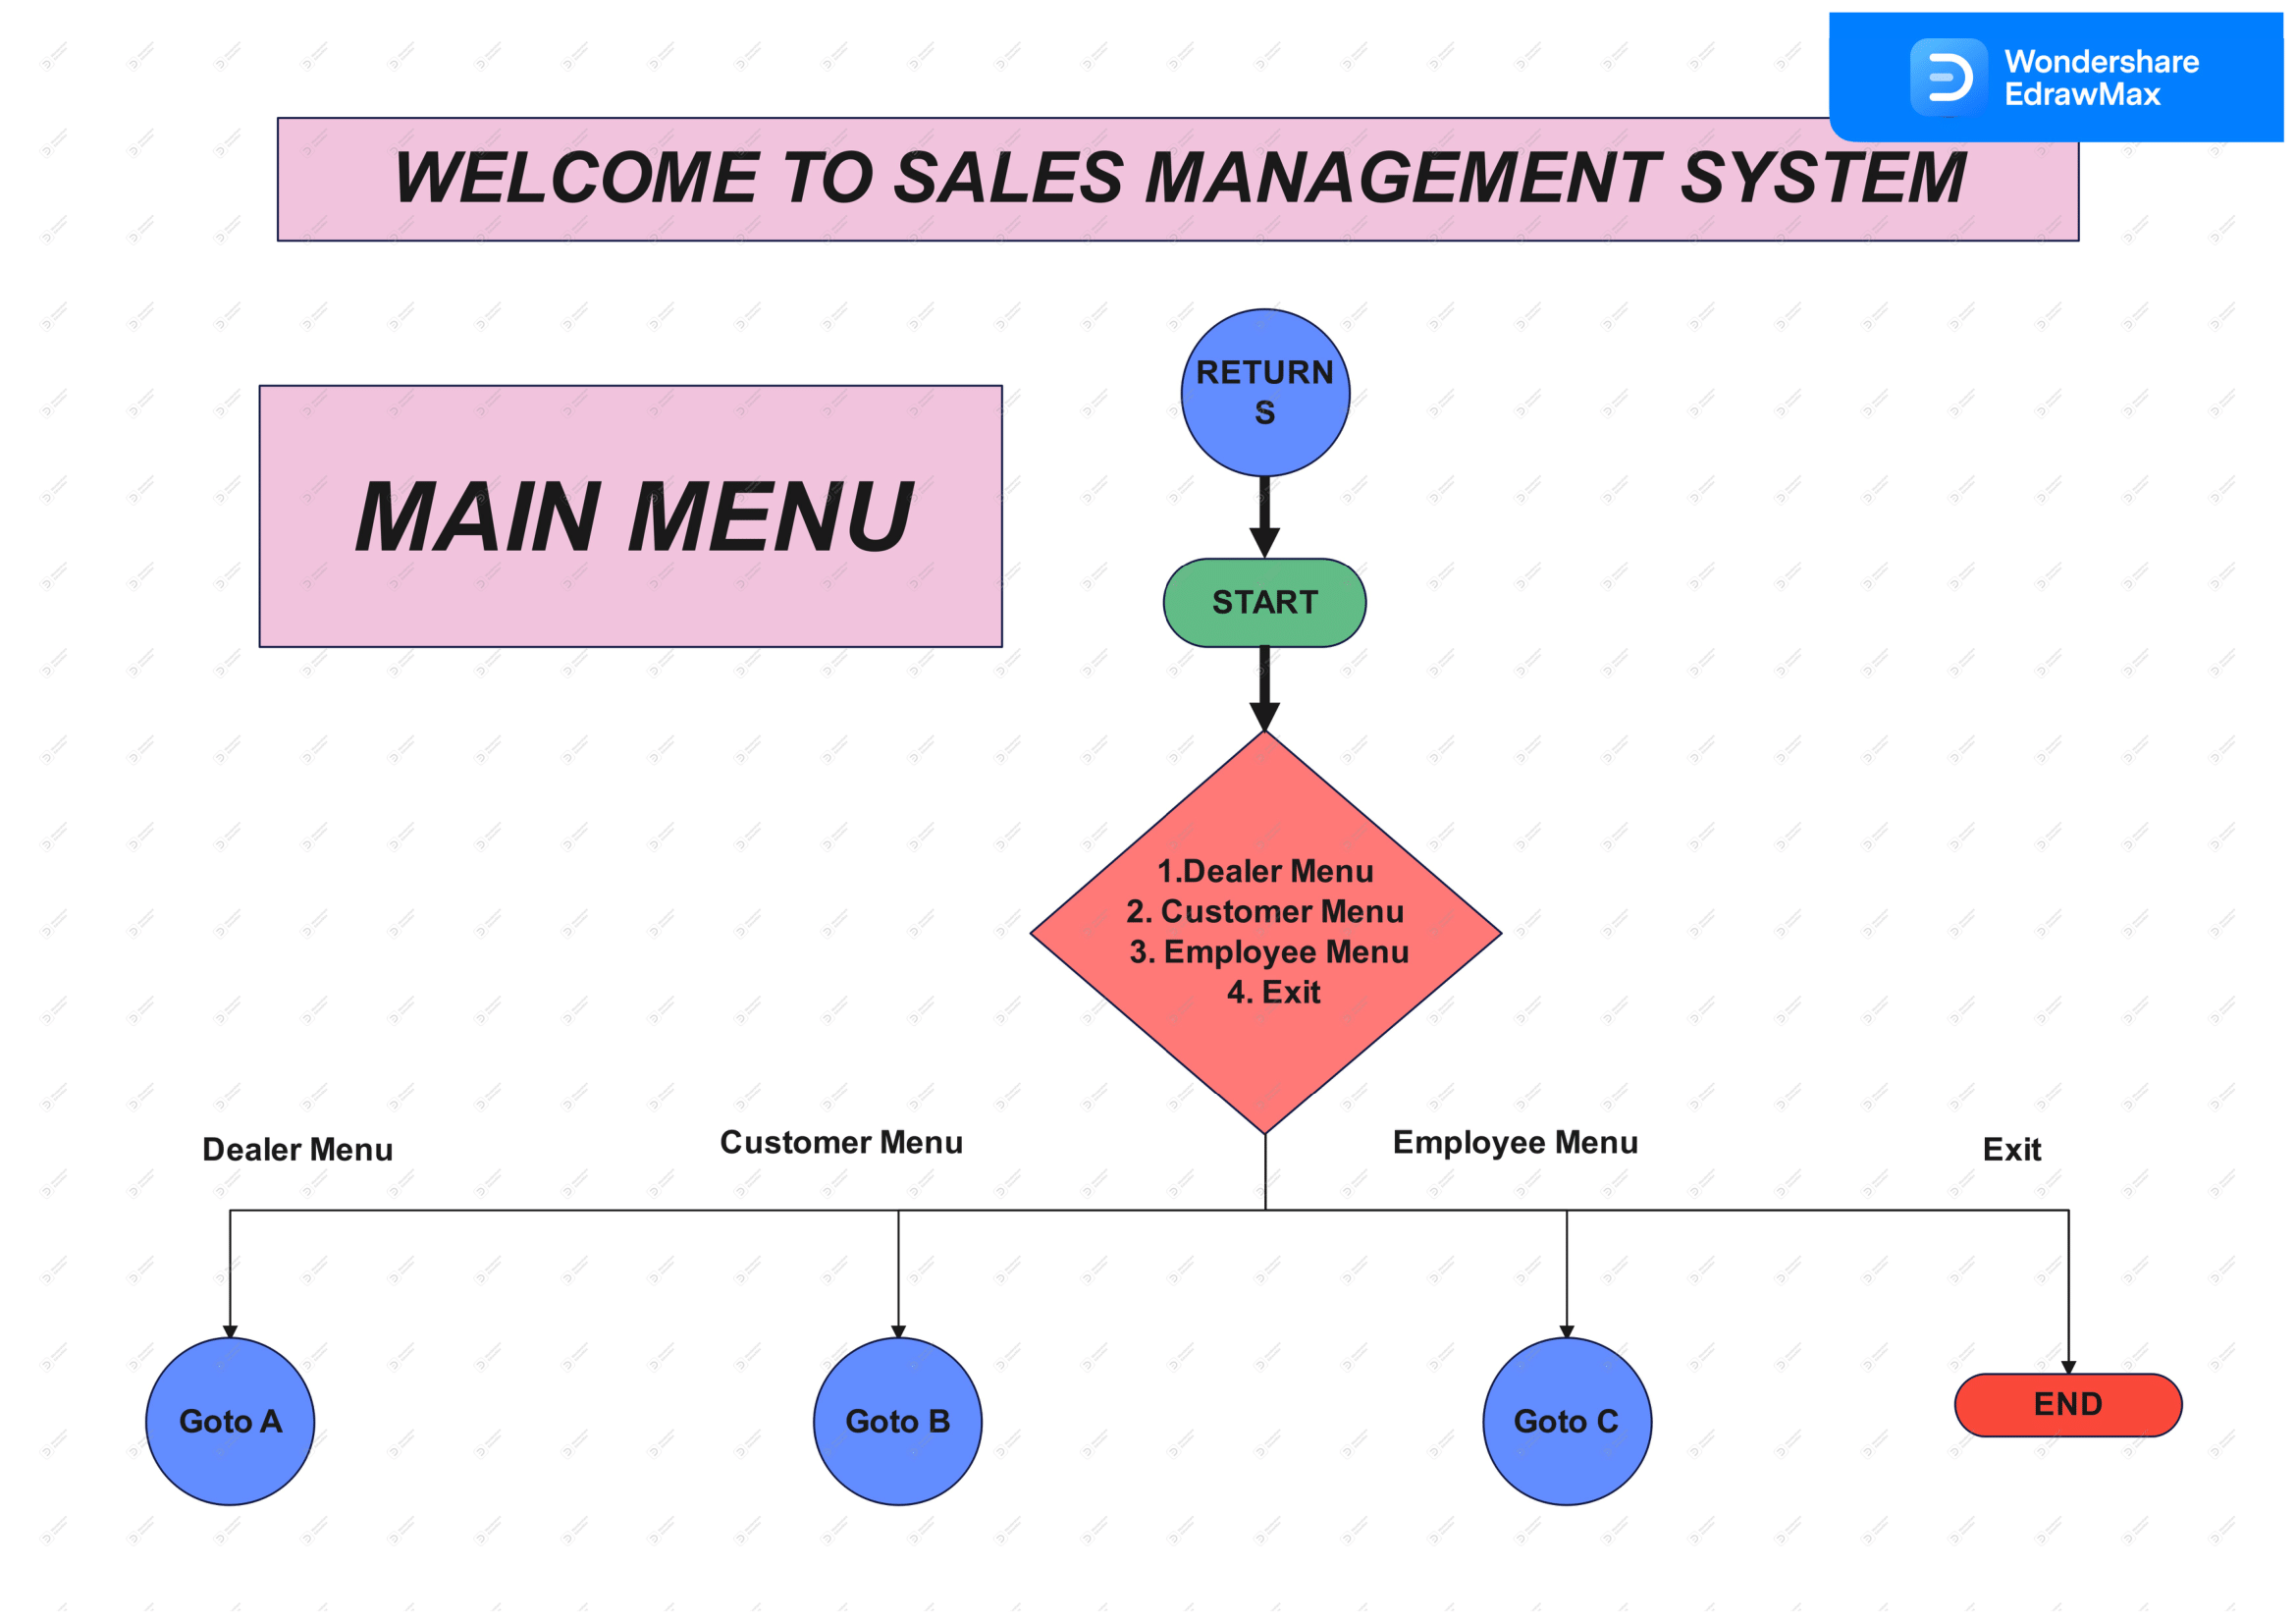 Wondershare
EdrawMax
WELCOME TO SALES MANAGEMENT SYSTEM
RETURN
S
MAIN MENU
START
1.Dealer Menu
2. Customer Menu
3. Employee Menu
4. Exit
Dealer Menu
Customer Menu
Employee Menu
Exit
Goto A
Goto B
Goto C
END